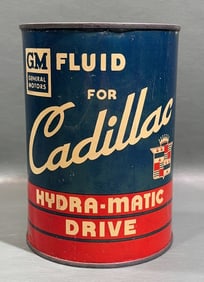 GM
GENERAL
MOTORS
FLUID
FOR
Cadillac
HYDRA-MATIC
DRIVE